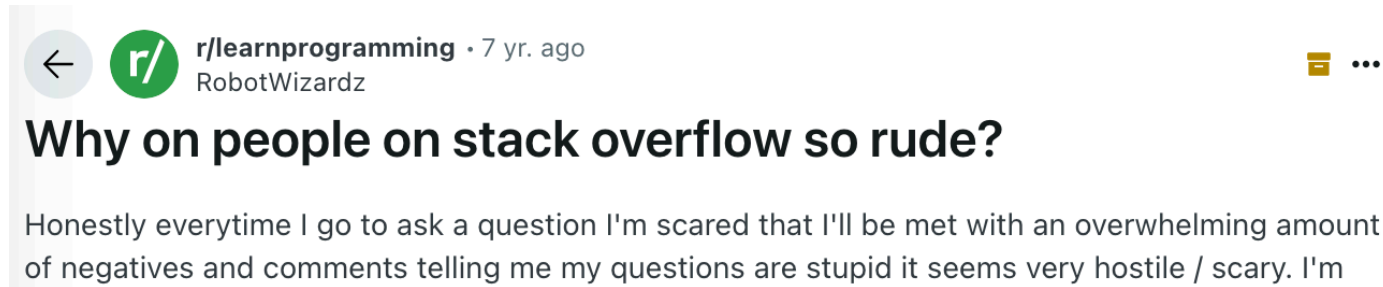 r/learnprogramming • 7 yr. ago
r/
RobotWizardz
Why on people on stack overflow so rude?
Honestly everytime I go to ask a question I'm scared that I'll be met with an overwhelming amount
of negatives and comments telling me my questions are stupid it seems very hostile / scary. I'm